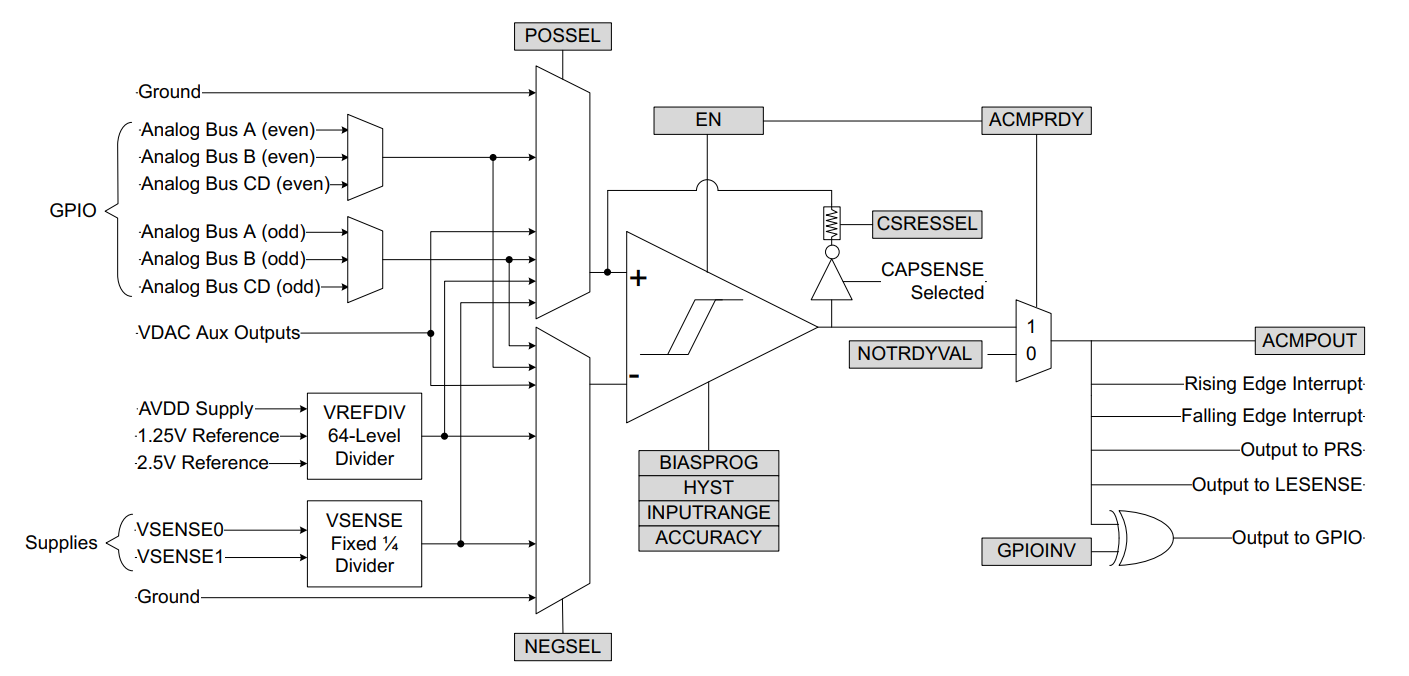 POSSEL
Ground
EN
ACMPRDY
Analog Bus A (even)
Analog Bus B (even)
Analog Bus CD (even)
GPIO
Analog Bus A (odd)
Analog Bus B (odd)
Analog Bus CD (odd)
CSRESSEL
CAPSENSE
Selected
+
-
VDAC Aux Outputs
1
0
NOTRDYVAL
ACMPOUT
Rising Edge Interrupt
Falling Edge Interrupt
Output to PRS
Output to LESENSE
AVDD Supply
1.25V Reference
2.5V Reference
VREFDIV
64-Level
Divider
BIASPROG
HYST
INPUTRANGE
ACCURACY
Supplies
VSENSE0
VSENSE1
VSENSE
Fixed ¼
Divider
GPIOINV
Output to GPIO
Ground
NEGSEL